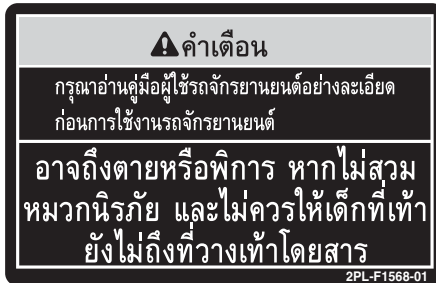 คำเตือน
กรุณาอ่านคู่มือผู้ใช้รถจักรยานยนต์อย่างละเอียด
ก่อนการใช้งานรถจักรยานยนต์
อาจถึงตายหรือพิการ หากไม่สวม
หมวกนิรภัย และไม่ควรให้เด็กที่เท้า
ยังไม่ถึงที่วางเท้าโดยสาร
2PL-F1568-01